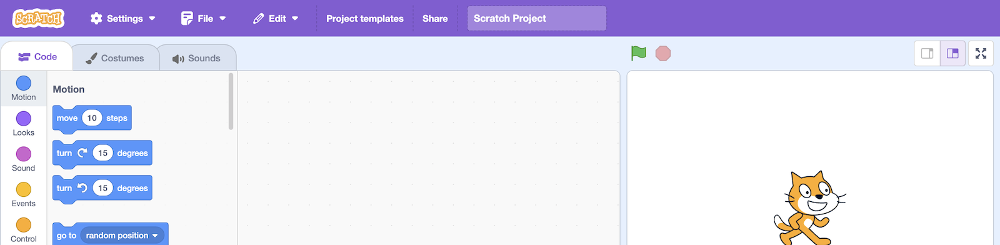 SCRATCH Settings File Edit Project templates Share Scratch Project
Code Costumes Sounds
Motion
Looks
Sound
Events
Control
Motion
move 10 steps
turn 15 degrees
turn 15 degrees
go to random position